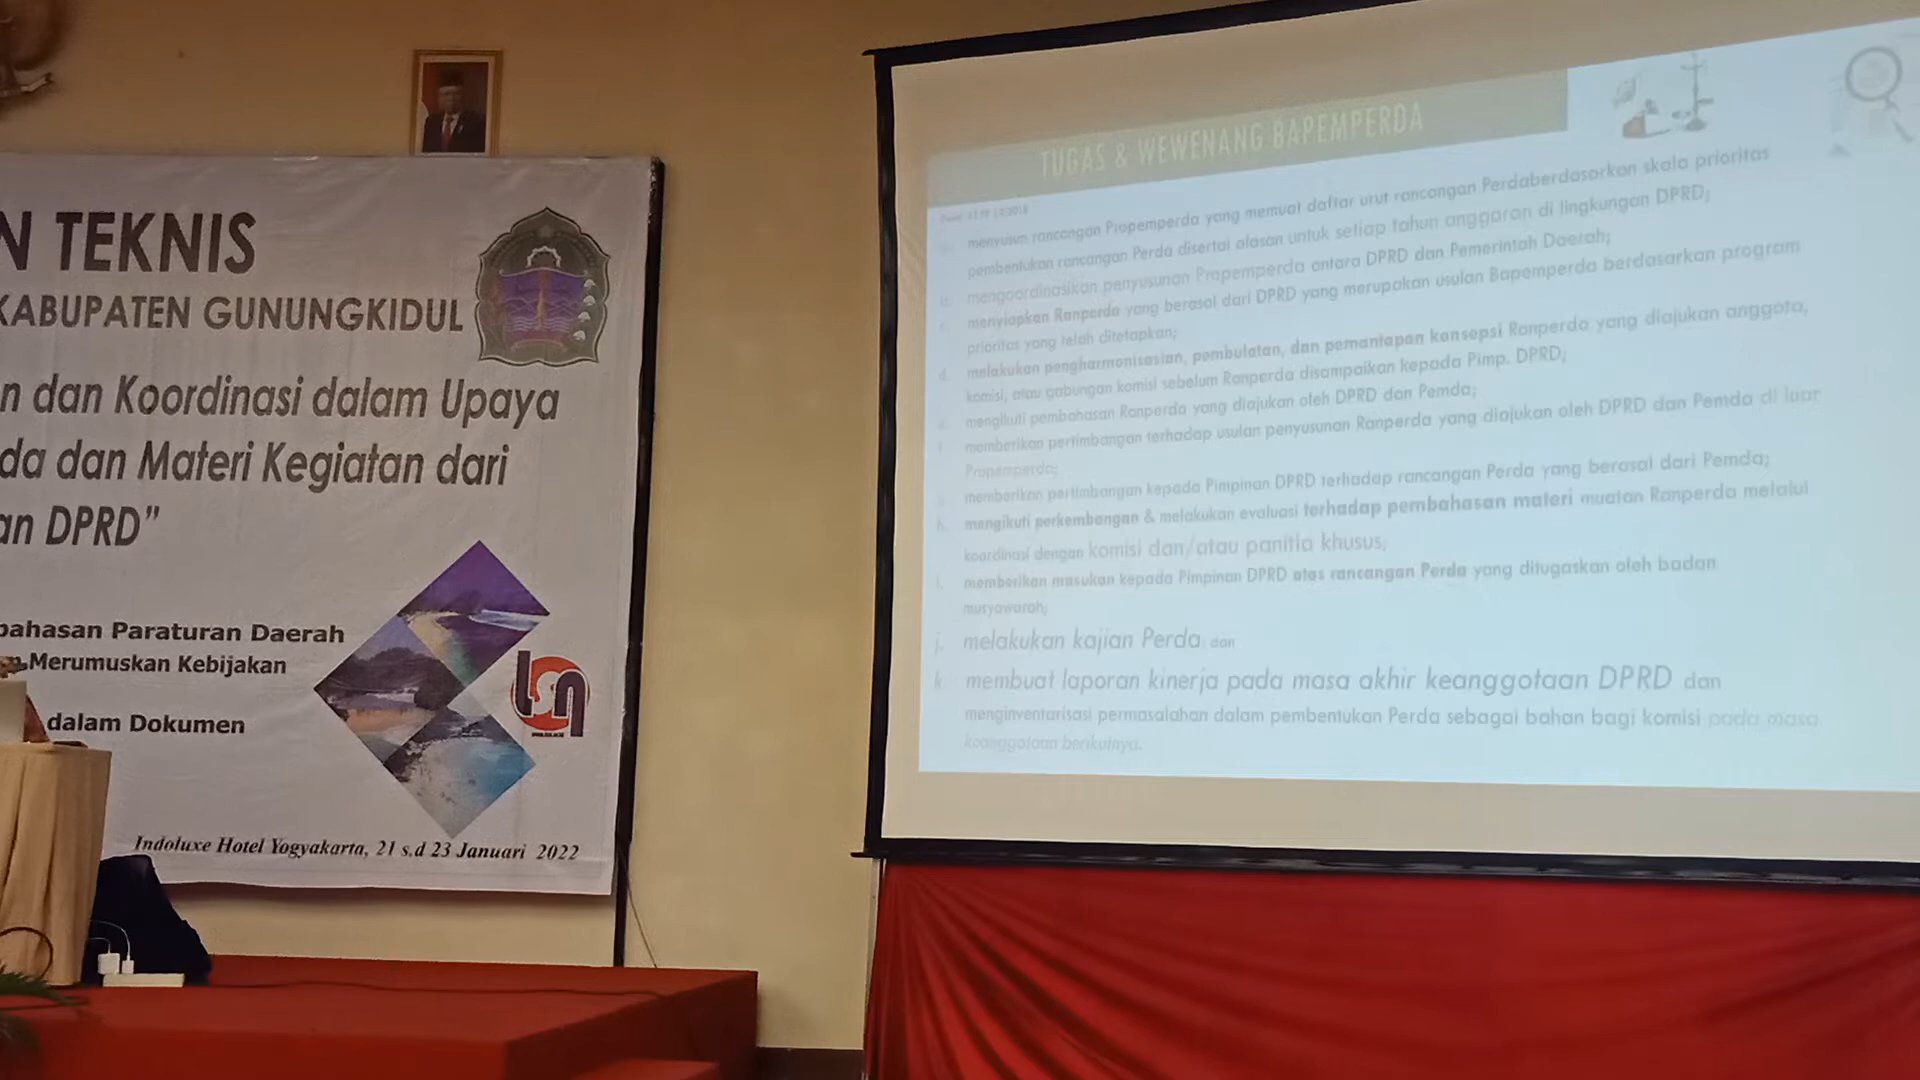 N TEKNIS
KABUPATEN GUNUNGKIDUL
n dan Koordinasi dalam Upaya
da dan Materi Kegiatan dari
an DPRD”
bahasan Paraturan Daerah
Merumuskan Kebijakan
dalam Dokumen
lsn
Indoluxe Hotel Yogyakarta, 21 s.d 23 Januari 2022
TUGAS & WEWENANG BAPEMPERDA
menyusun rancangan Propemperda yang memuat daftar urut rancangan Perdaberdasarkan skala prioritas
pembentukan rancangan Perda disertai alasan untuk setiap tahun anggaran di lingkungan DPRD;
mengoordinasikan penyusunan Propemperda antara DPRD dan Pemerintah Daerah;
menyiapkan Ranperda yang berasal dari DPRD yang merupakan usulan Bapemperda berdasarkan program
prioritas yang telah ditetapkan;
d. melakukan pengharmonisasian, pembulatan, dan pemantapan konsepsi Ranperda yang diajukan anggota,
komisi, atau gabungan komisi sebelum Ranperda disampaikan kepada Pimp. DPRD;
mengikuti pembahasan Ranperda yang diajukan oleh DPRD dan Pemda;
memberikan pertimbangan terhadap usulan penyusunan Ranperda yang diajukan oleh DPRD dan Pemda di luar
Propemperda;
memberikan pertimbangan kepada Pimpinan DPRD terhadap rancangan Perda yang berasal dari Pemda;
h. mengikuti perkembangan & melakukan evaluasi terhadap pembahasan materi muatan Ranperda melalui
koordinasi dengan komisi dan/atau panitia khusus;
i. memberikan masukan kepada Pimpinan DPRD atas rancangan Perda yang ditugaskan oleh badan
musyawarah;
j. melakukan kajian Perda dan
k. membuat laporan kinerja pada masa akhir keanggotaan DPRD dan
menginventarisasi permasalahan dalam pembentukan Perda sebagai bahan bagi komisi pada masa
keanggotaan berikutnya.